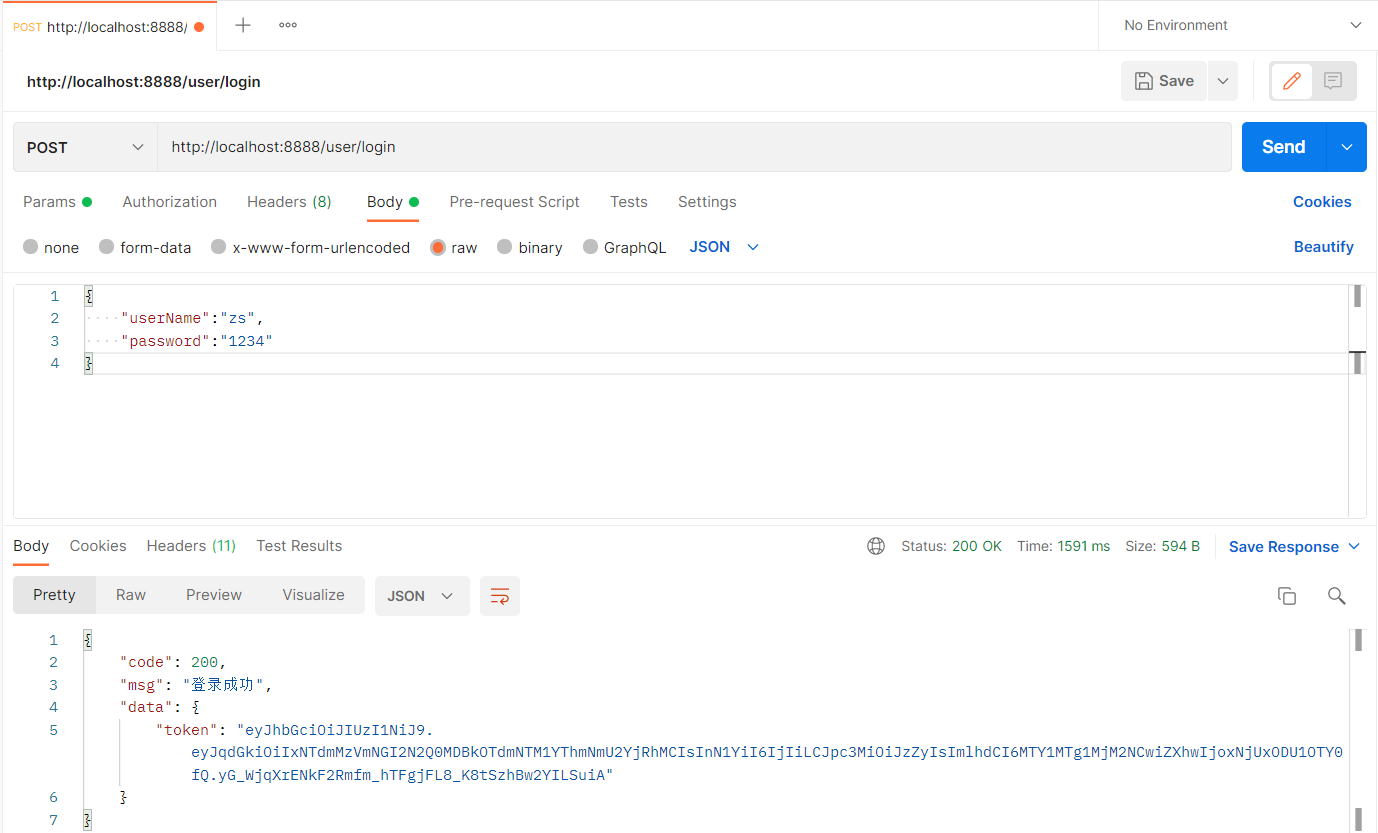 POST http://localhost:8888/
No Environment
http://localhost:8888/user/login
Save
POST http://localhost:8888/user/login Send
Params Authorization Headers (8) Body Pre-request Script Tests Settings Cookies
none form-data x-www-form-urlencoded raw binary GraphQL JSON Beautify
1 {
2 "userName":"zs",
3 "password":"1234"
4 }
Body Cookies Headers (11) Test Results Status: 200 OK Time: 1591 ms Size: 594 B Save Response
Pretty Raw Preview Visualize JSON
1 {
2 "code": 200,
3 "msg": "登录成功",
4 "data": {
5 "token": "eyJhbGciOiJIUzI1NiJ9.
eyJqdGkiOiIxNTdmMzVmNGI2N2Q0MDBkOTdmNTM1YThmNmU2YjRhMCIsInN1YiI6IjIiLCJpc3MiOiJzZyIsImlhdCI6MTY1MTg1MjM2NCwiZXhwIjoxNjUxODU1OTY0
fQ.yG_WjqXrENkF2Rmfm_hTFgjFL8_K8tSzhBw2YILSuiA"
6 }
7 }